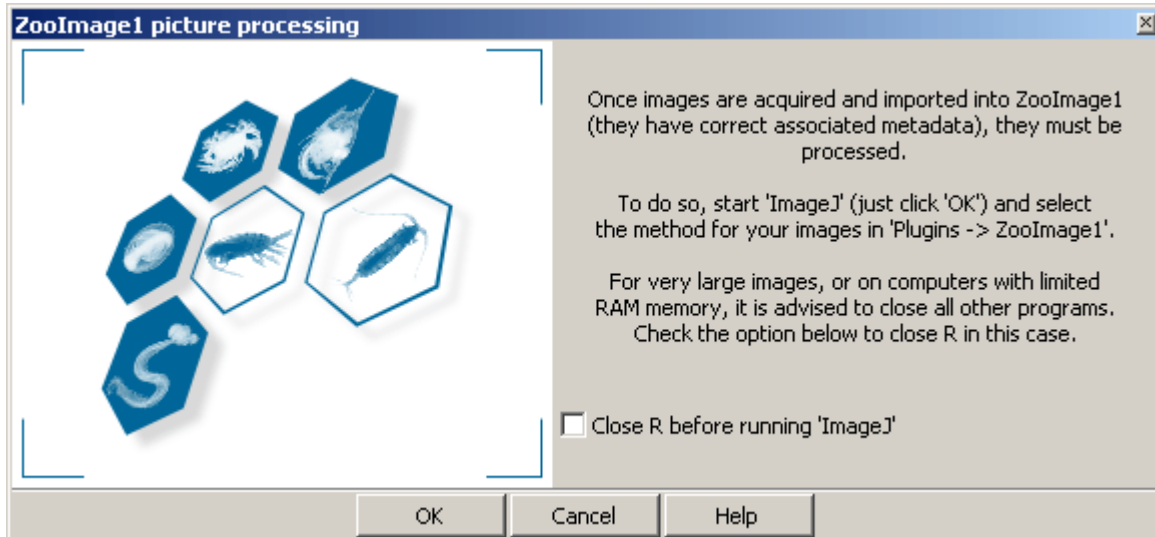 ZooImage1 picture processing
Once images are acquired and imported into ZooImage1
(they have correct associated metadata), they must be
processed.
To do so, start 'ImageJ' (just click 'OK') and select
the method for your images in 'Plugins -> ZooImage1'.
For very large images, or on computers with limited
RAM memory, it is advised to close all other programs.
Check the option below to close R in this case.
Close R before running 'ImageJ'
OK Cancel Help